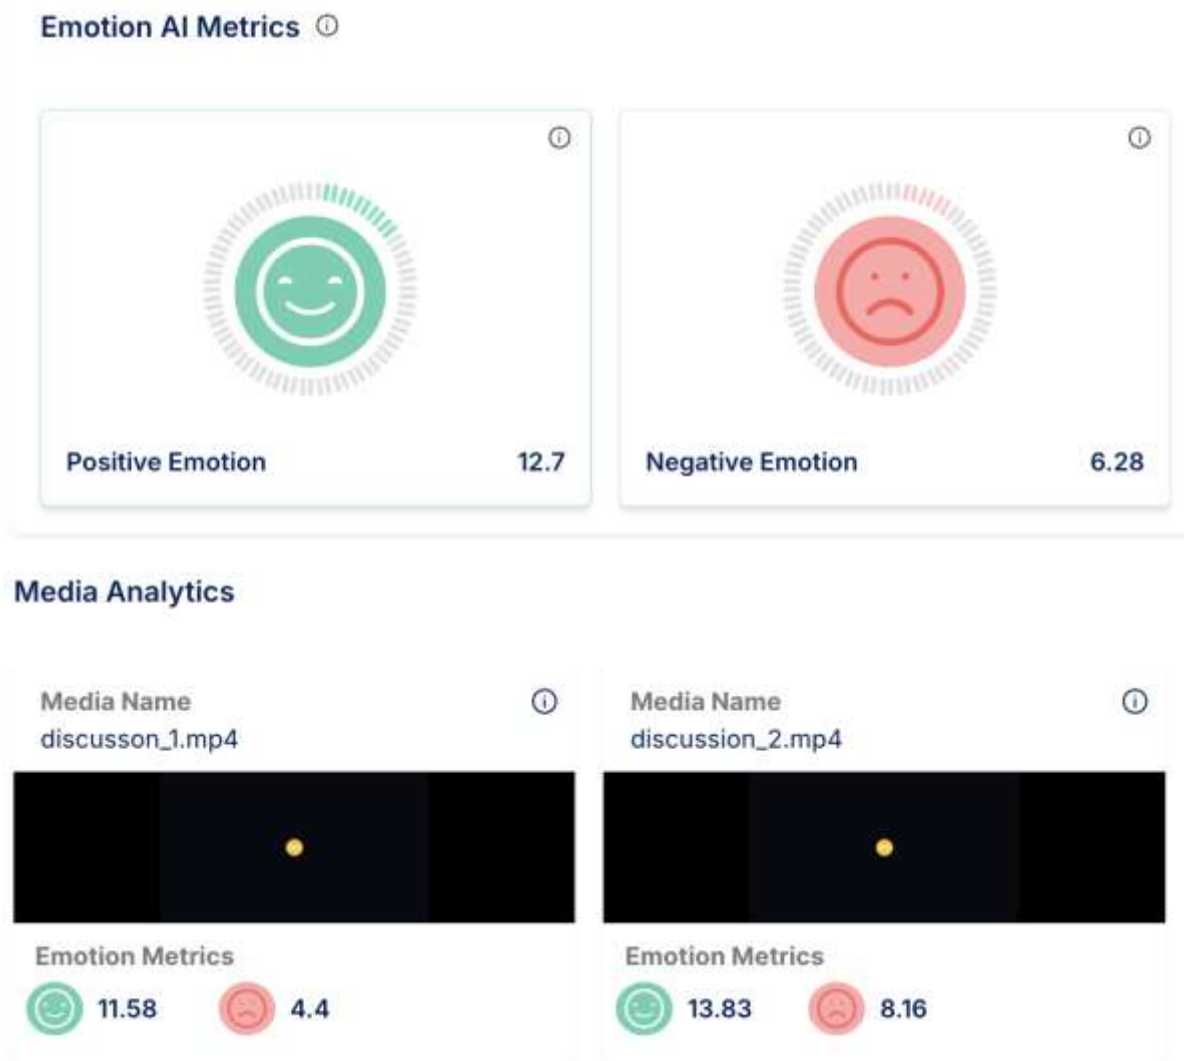 Emotion AI Metrics
Positive Emotion 12.7
Negative Emotion 6.28
Media Analytics
Media Name
discusson_1.mp4
Emotion Metrics
11.58 4.4
Media Name
discussion_2.mp4
Emotion Metrics
13.83 8.16